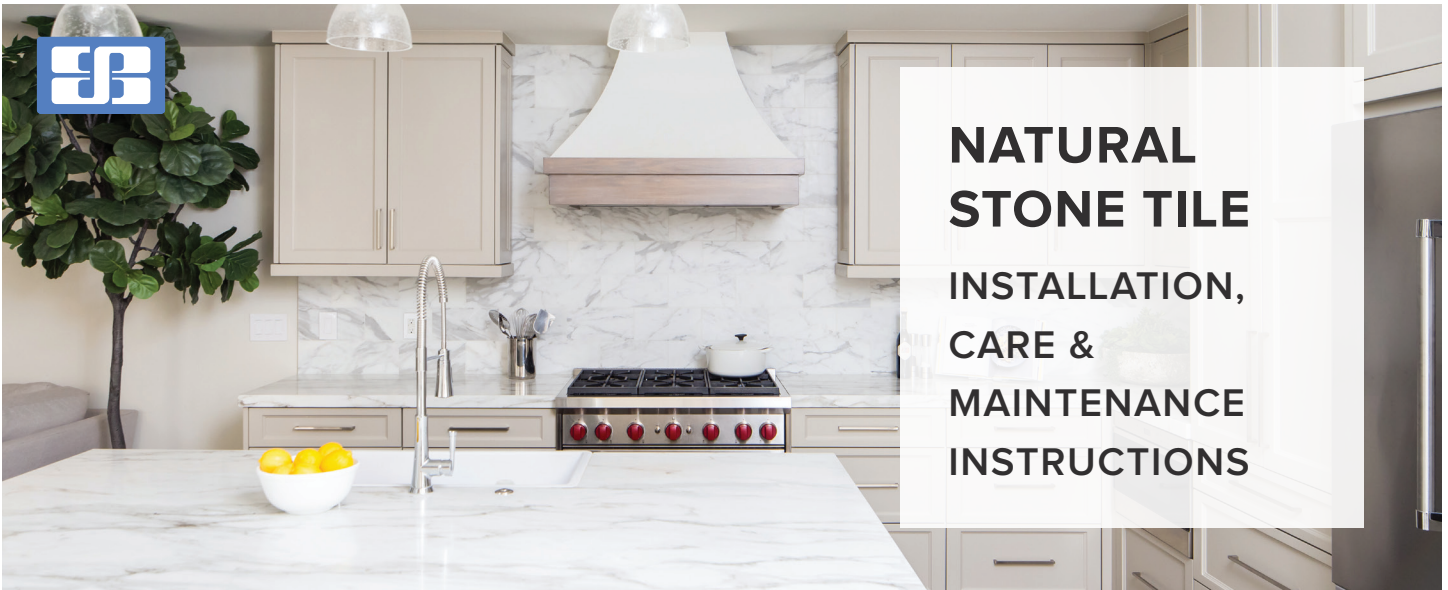 NATURAL
STONE TILE
INSTALLATION,
CARE &
MAINTENANCE
INSTRUCTIONS